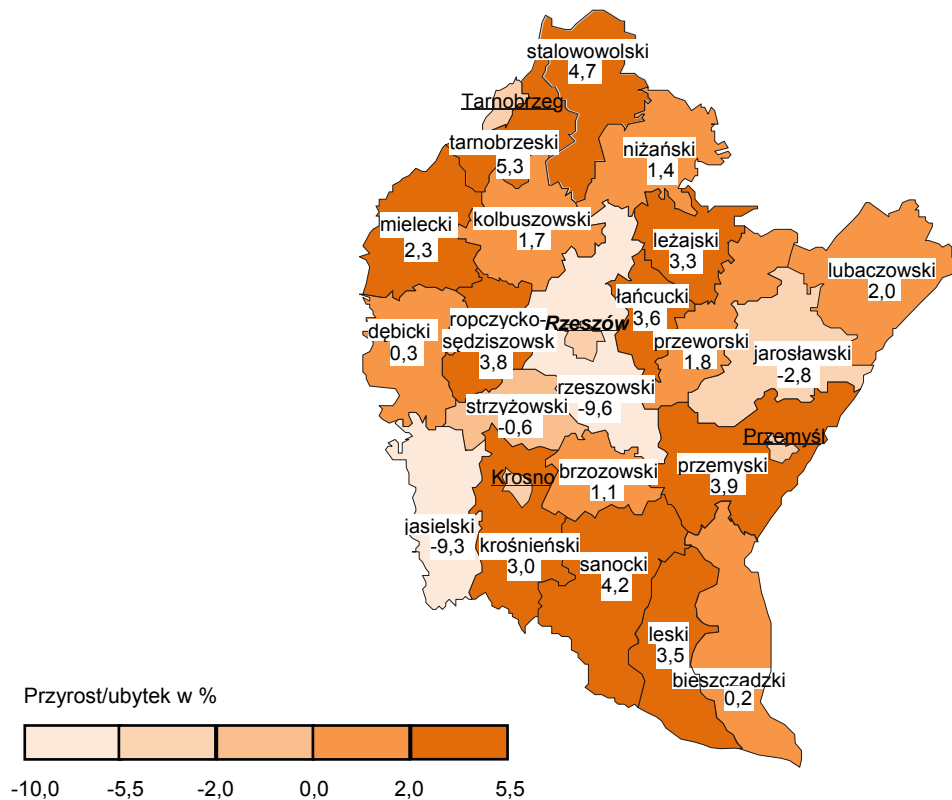 stalowowolski
4,7
Tarnobrzeg
tarnobrzeski
5,3
niżański
1,4
mielecki
2,3
kolbuszowski
1,7
leżajski
3,3
lubaczowski
2,0
łańcucki
3,6
dębicki
0,3
ropczycko-
sędziszowsk
3,8
Rzeszów
przeworski
1,8
jarosławski
-2,8
rzeszowski
-9,6
strzyżowski
-0,6
Przemyśl
przemyski
3,9
Krosno
brzozowski
1,1
jasielski
-9,3
krośnieński
3,0
sanocki
4,2
leski
3,5
bieszczadzki
0,2
Przyrost/ubytek w %
-10,0 -5,5 -2,0 0,0 2,0 5,5